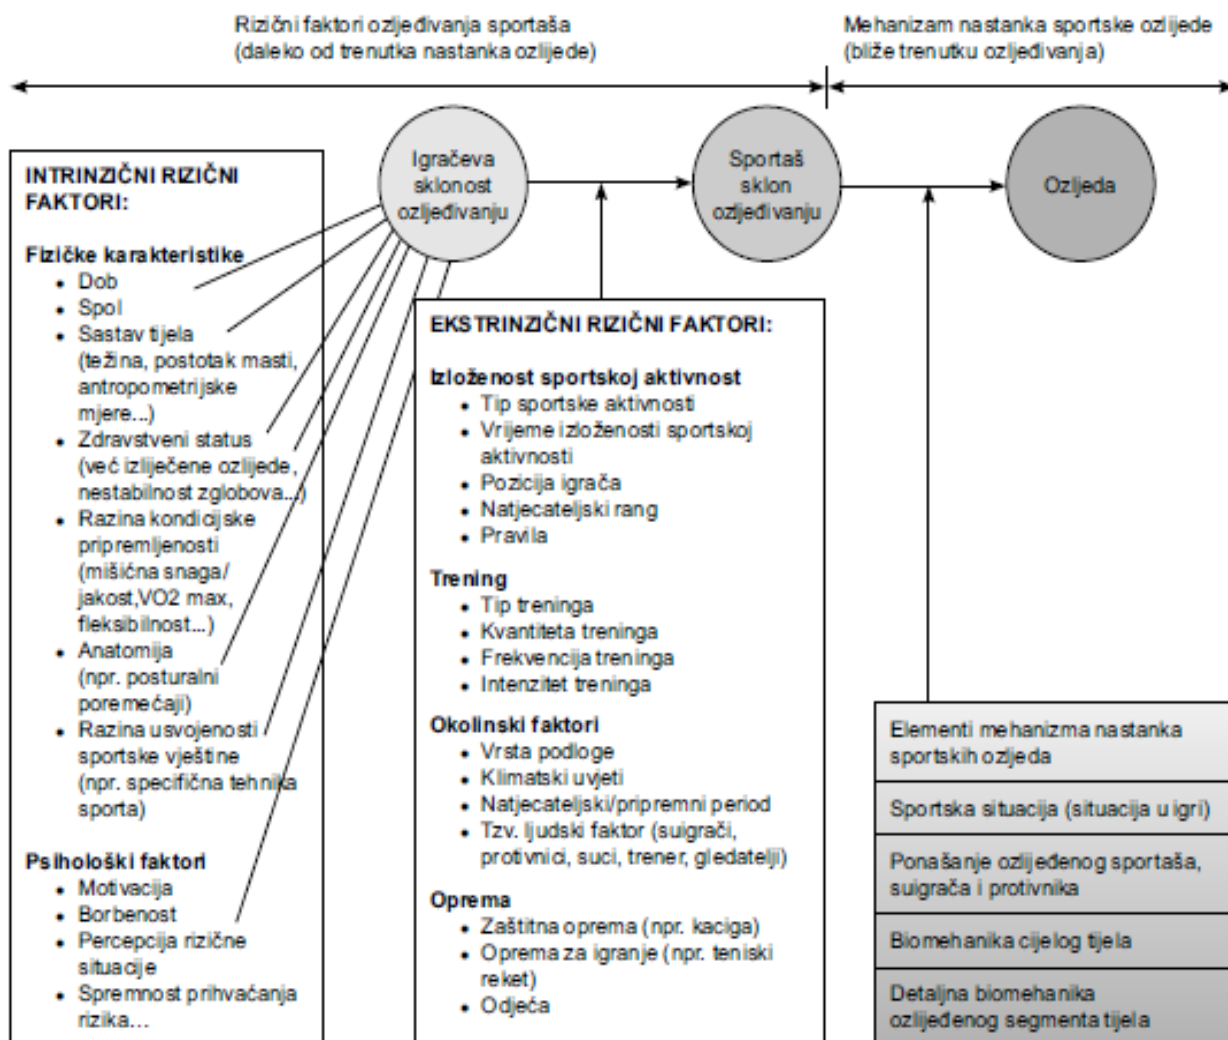 Rizični faktori ozljeđivanja sportaša
(daleko od trenutka nastanka ozlijede)
Mehanizam nastanka sportske ozlijede
(bliže trenutku ozljeđivanja)
Igračeva
sklonost
ozljeđivanju
Sportaš
sklon
ozljeđivanju
Ozljeda
INTRINZIČNI RIZIČNI
FAKTORI:
Fizičke karakteristike
• Dob
• Spol
• Sastav tijela
(težina, postotak masti,
antropometrijske
mjere...)
• Zdravstveni status
(već izliječene ozlijede,
nestabilnost zglobova...)
• Razina kondicijske
pripremljenosti
(mišićna snaga/
jakost,VO2 max,
fleksibilnost...)
• Anatomija
(npr. posturalni
poremećaji)
• Razina usvojenosti
sportske vještine
(npr. specifična tehnika
sporta)
Psihološki faktori
• Motivacija
• Borbenost
• Percepcija rizične
situacije
• Spremnost prihvaćanja
rizika...
EKSTRINZIČNI RIZIČNI FAKTORI:
Izloženost sportskoj aktivnost
• Tip sportske aktivnosti
• Vrijeme izloženosti sportskoj
aktivnosti
• Pozicija igrača
• Natjecateljski rang
• Pravila
Trening
• Tip treninga
• Kvantiteta treninga
• Frekvencija treninga
• Intenzitet treninga
Okolinski faktori
• Vrsta podloge
• Klimatski uvjeti
• Natjecateljski/pripremni period
• Tzv. ljudski faktor (suigrači,
protivnici, suci, trener, gledatelji)
Oprema
• Zaštitna oprema (npr. kaciga)
• Oprema za igranje (npr. teniski
reket)
• Odjeća
Elementi mehanizma nastanka
sportskih ozljeda
Sportska situacija (situacija u igri)
Ponašanje ozlijeđenog sportaša,
suigrača i protivnika
Biomehanika cijelog tijela
Detaljna biomehanika
ozlijeđenog segmenta tijela